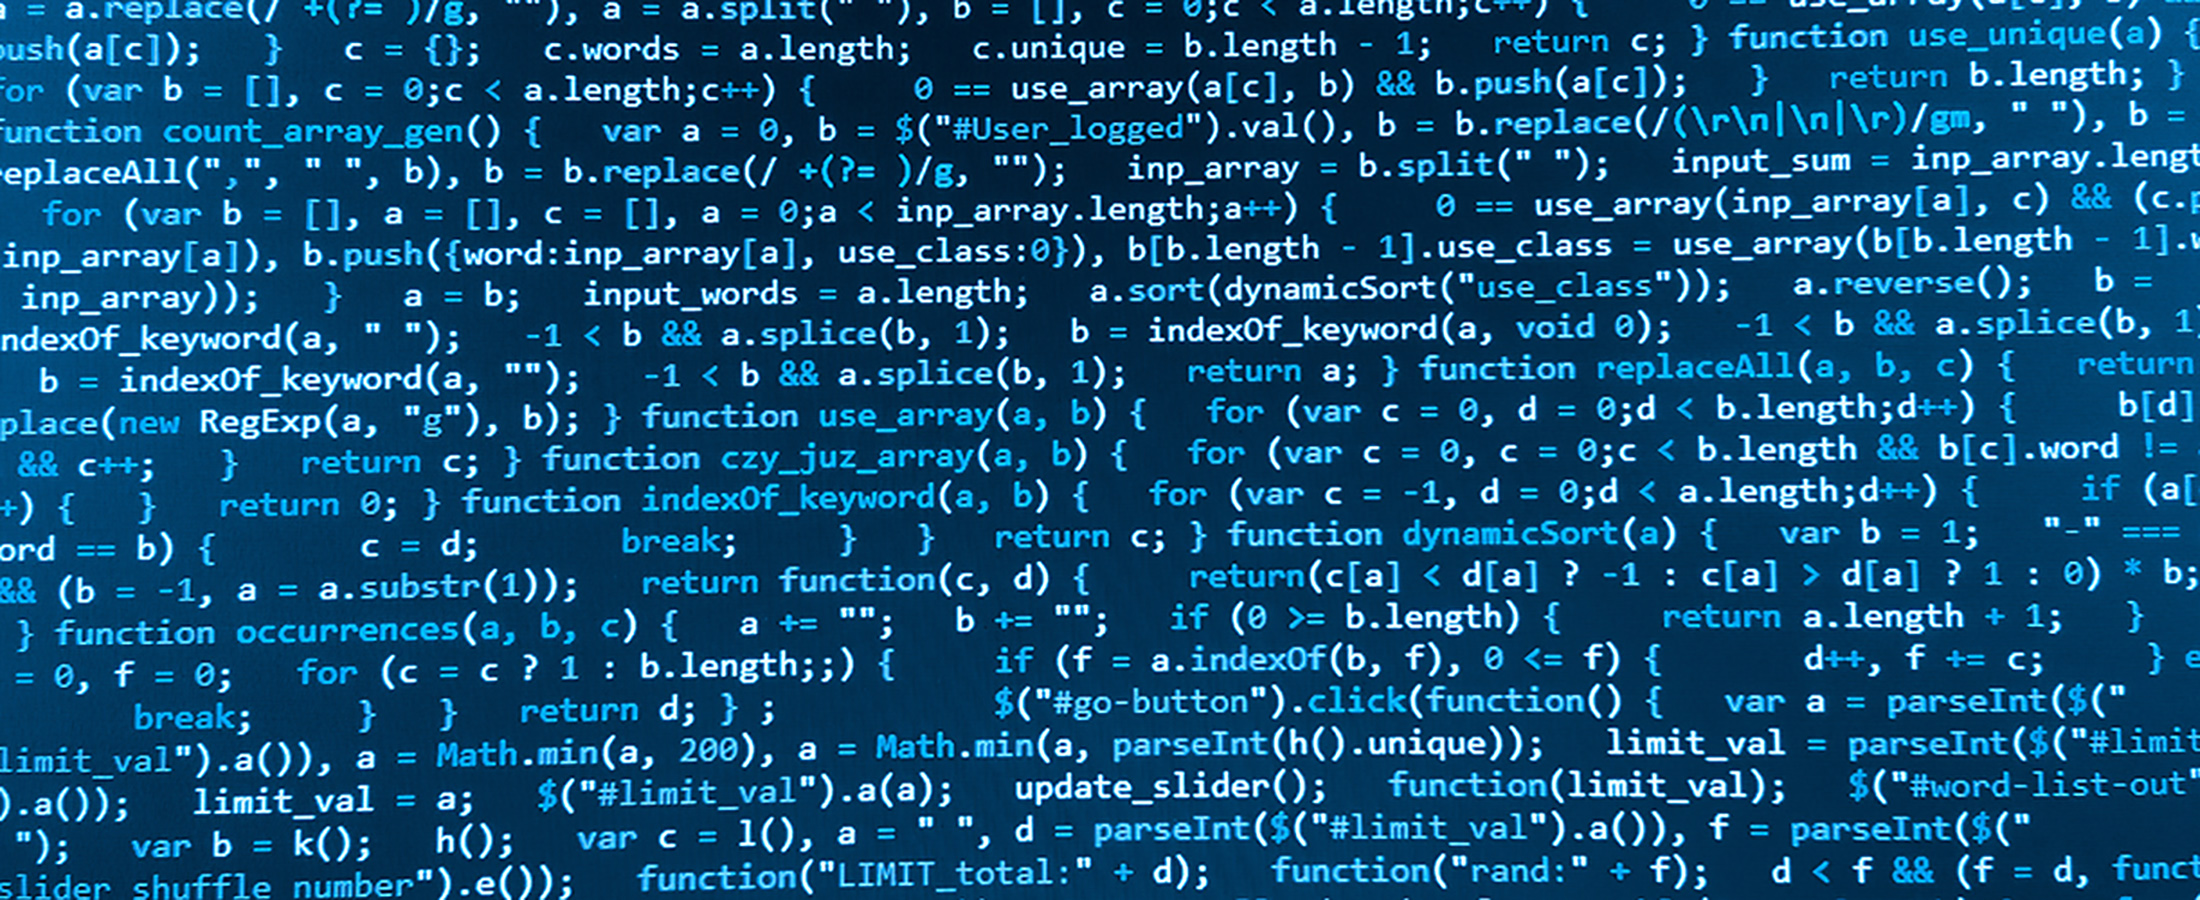 = a.replace(/ +(?= )/g, ""), a = a.split(" "), b = [], c = 0;c < a.length;c++) {
push(a[c]);   }   c = {};   c.words = a.length;   c.unique = b.length - 1;   return c; } function use_unique(a) {
for (var b = [], c = 0;c < a.length;c++) {     0 == use_array(a[c], b) && b.push(a[c]);   }   return b.length; }
function count_array_gen() {   var a = 0, b = $("#User_logged").val(), b = b.replace(/(\r\n|\n|\r)/gm, " "), b =
replaceAll(",", " ", b), b = b.replace(/ +(?= )/g, "");   inp_array = b.split(" ");   input_sum = inp_array.lengt
for (var b = [], a = [], c = [], a = 0;a < inp_array.length;a++) {     0 == use_array(inp_array[a], c) && (c.p
inp_array[a]), b.push({word:inp_array[a], use_class:0}), b[b.length - 1].use_class = use_array(b[b.length - 1].w
inp_array));   }   a = b;   input_words = a.length;   a.sort(dynamicSort("use_class"));   a.reverse();   b =
ndexOf_keyword(a, " ");   -1 < b && a.splice(b, 1);   b = indexOf_keyword(a, void 0);   -1 < b && a.splice(b, 1)
b = indexOf_keyword(a, "");   -1 < b && a.splice(b, 1);   return a; } function replaceAll(a, b, c) {   return
place(new RegExp(a, "g"), b); } function use_array(a, b) {   for (var c = 0, d = 0;d < b.length;d++) {     b[d]
&& c++;   }   return c; } function czy_juz_array(a, b) {   for (var c = 0, c = 0;c < b.length && b[c].word !=
+) {   }   return 0; } function indexOf_keyword(a, b) {   for (var c = -1, d = 0;d < a.length;d++) {     if (a[
ord == b) {       c = d;       break;     }   }   return c; } function dynamicSort(a) {   var b = 1;   "-" ===
&& (b = -1, a = a.substr(1));   return function(c, d) {     return(c[a] < d[a] ? -1 : c[a] > d[a] ? 1 : 0) * b;
} function occurrences(a, b, c) {   a += "";   b += "";   if (0 >= b.length) {     return a.length + 1;   }
= 0, f = 0;   for (c = c ? 1 : b.length;;) {     if (f = a.indexOf(b, f), 0 <= f) {       d++, f += c;     } e
break;     }   }   return d; } ;           $("#go-button").click(function() {   var a = parseInt($("
limit_val").a()), a = Math.min(a, 200), a = Math.min(a, parseInt(h().unique));   limit_val = parseInt($("#limit
).a());   limit_val = a;   $("#limit_val").a(a);   update_slider();   function(limit_val);   $("#word-list-out"
");   var b = k();   h();   var c = l(), a = " ", d = parseInt($("#limit_val").a()), f = parseInt($("
slider_shuffle_number").e());   function("LIMIT_total:" + d);   function("rand:" + f);   d < f && (f = d, funct